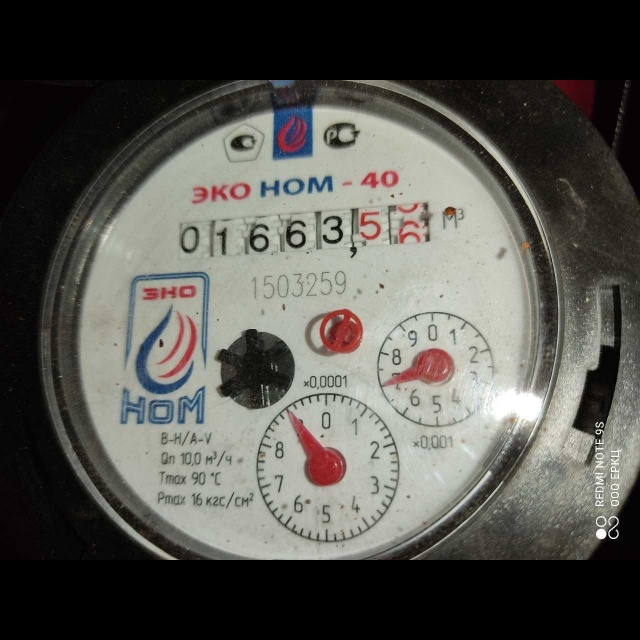 РСТ
ЭКО НОМ - 40
01663,5 м³
1503259
ЭКО
НОМ
×0,0001
9 0 1
8 2
6 5 4
×0,001
0 1
8 2
3
7 4
6 5
В-Н/А-V
Qп 10,0 м³/ч
Tmax 90 °C
Pmax 16 кгс/см²
REDMI NOTE 9S
ООО ЕРКЦ